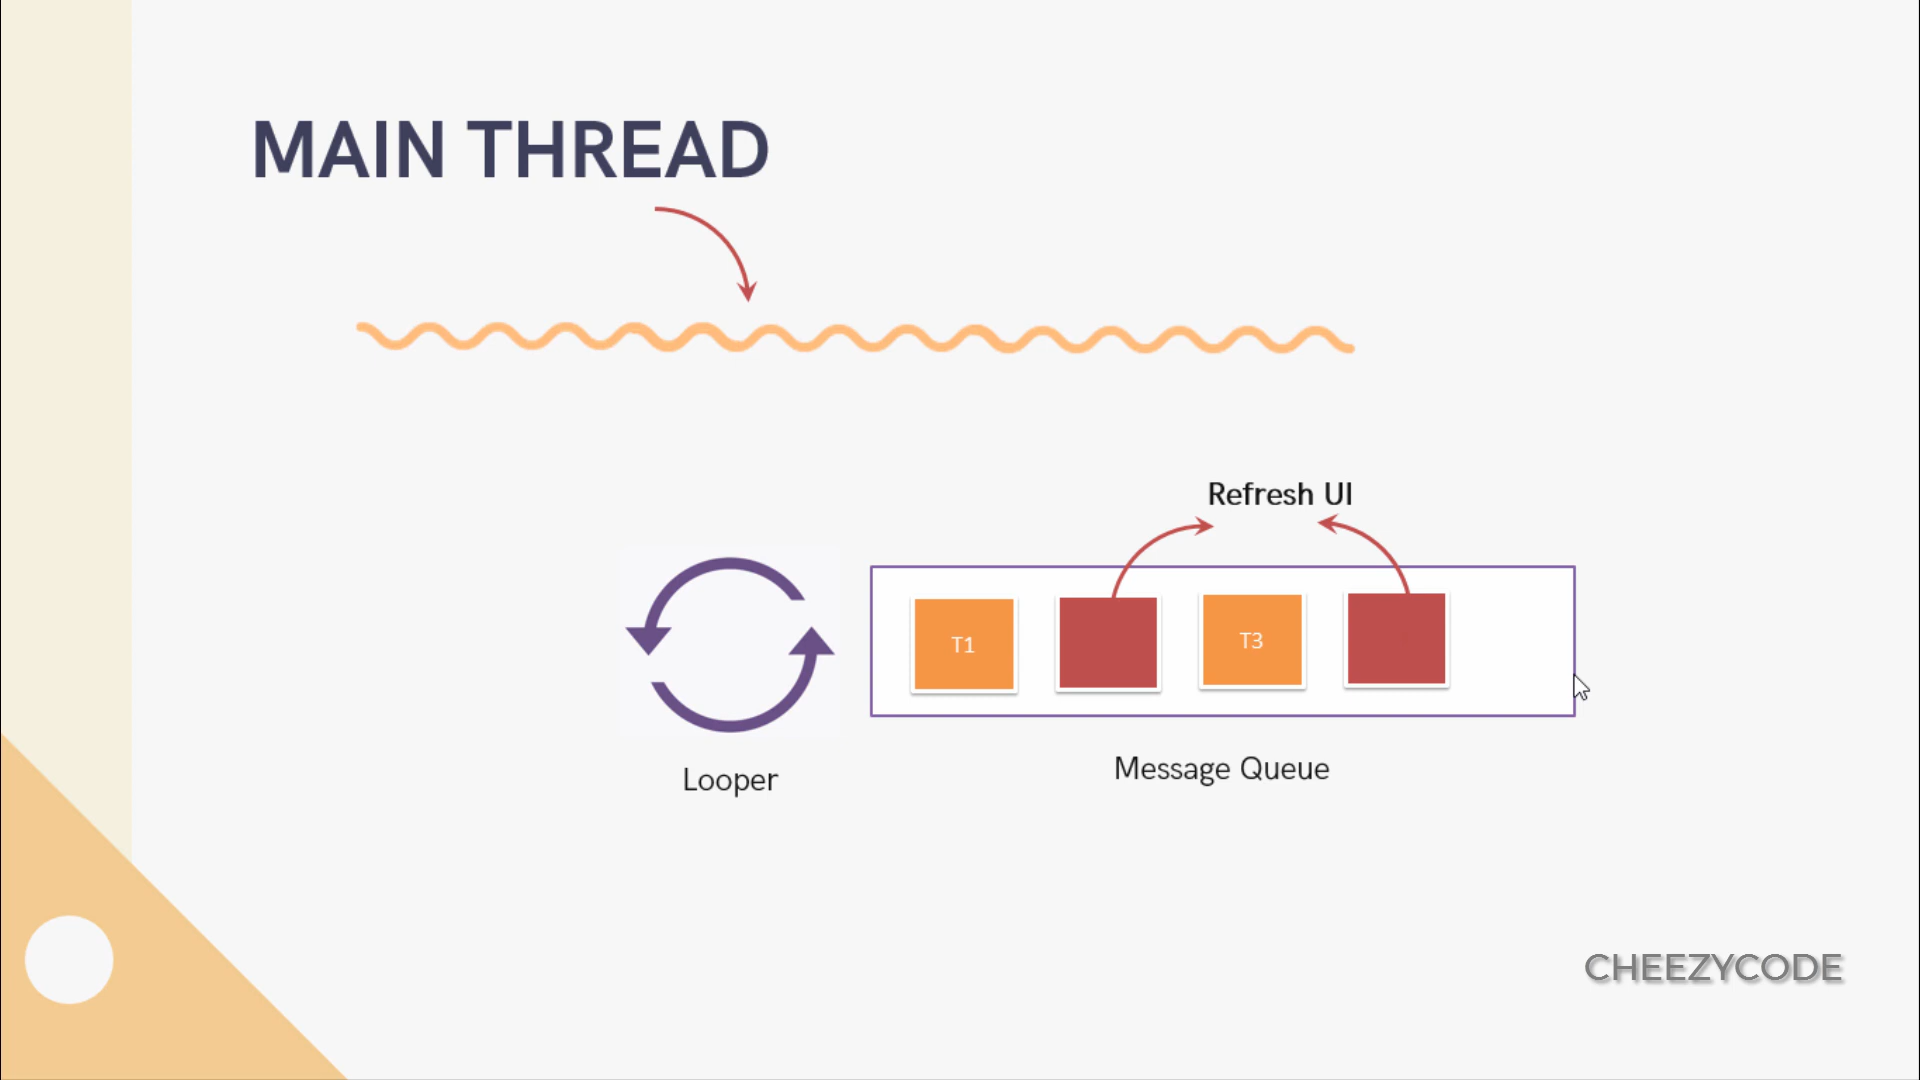 MAIN THREAD
Refresh UI
T1
T3
Looper
Message Queue
CHEEZYCODE